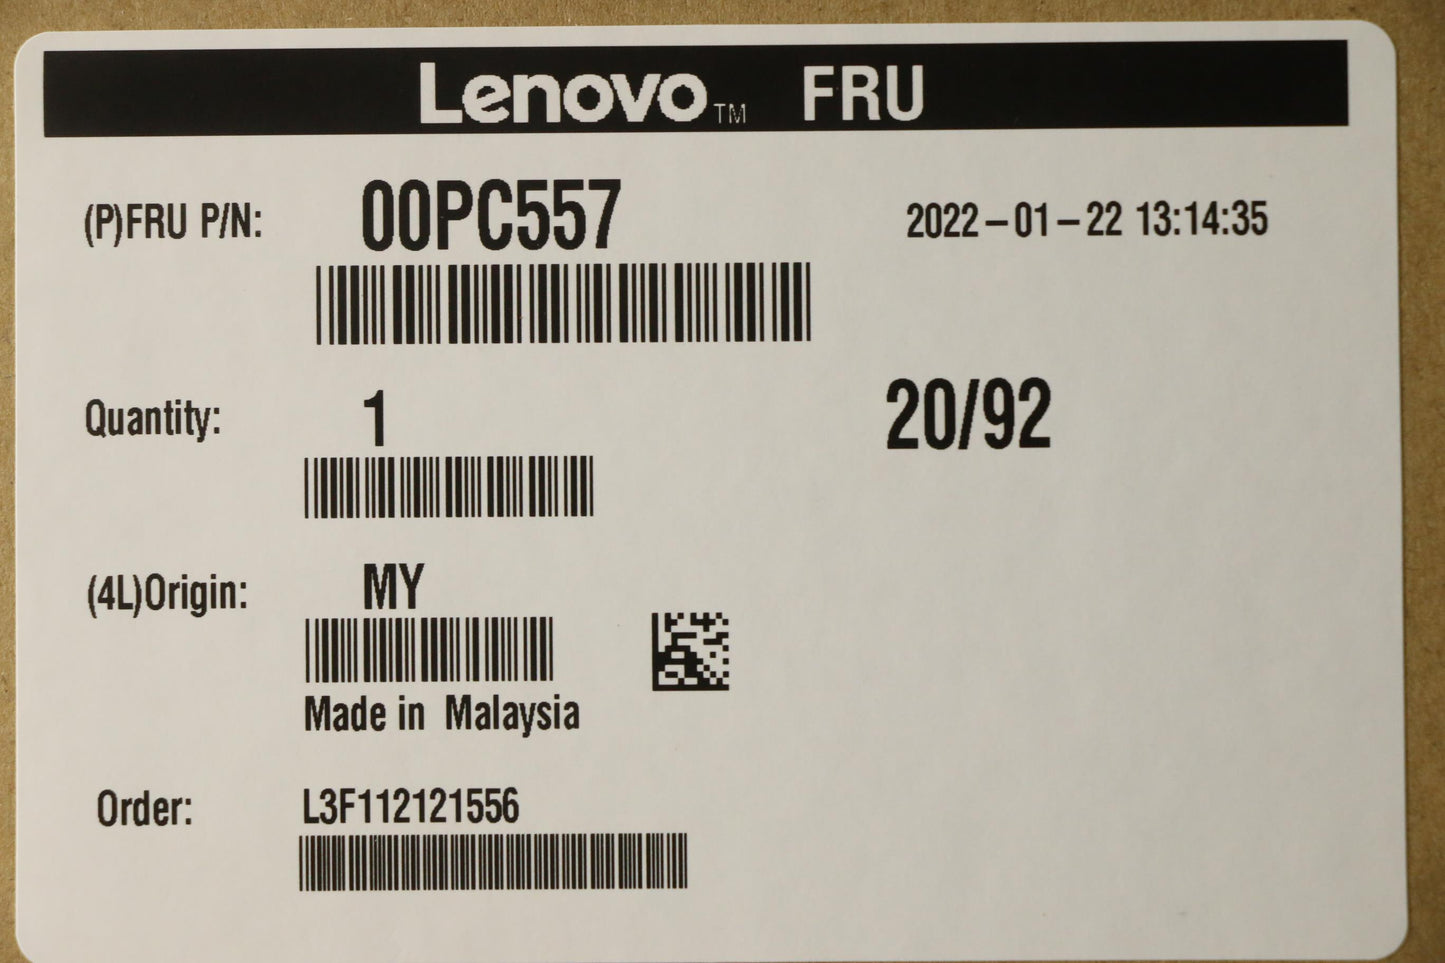 Lenovo™ FRU
(P)FRU P/N: 00PC557 2022-01-22 13:14:35
Quantity: 1 20/92
(4L)Origin: MY
Made in Malaysia
Order: L3F112121556